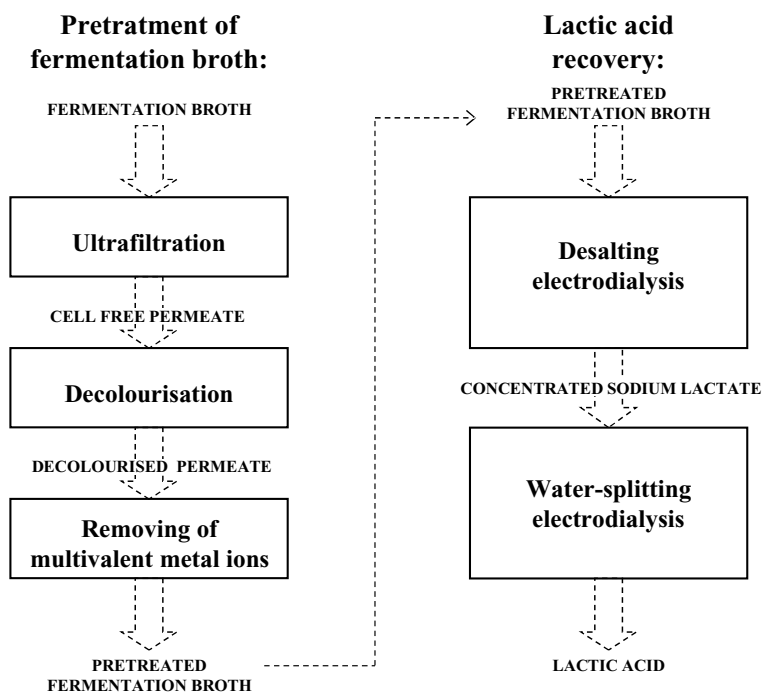 Pretratment of
fermentation broth:
FERMENTATION BROTH
Ultrafiltration
CELL FREE PERMEATE
Decolourisation
DECOLOURISED PERMEATE
Removing of
multivalent metal ions
PRETREATED
FERMENTATION BROTH
Lactic acid
recovery:
PRETREATED
FERMENTATION BROTH
Desalting
electrodialysis
CONCENTRATED SODIUM LACTATE
Water-splitting
electrodialysis
LACTIC ACID